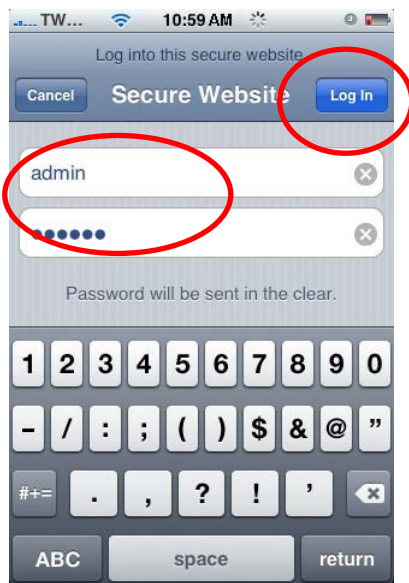 TW... 10:59 AM
Log into this secure website
Cancel Secure Website Log In
admin
●●●●●●
Password will be sent in the clear.
1 2 3 4 5 6 7 8 9 0
- / : ; ( ) $ & @ "
#+= . , ? ! '
ABC space return